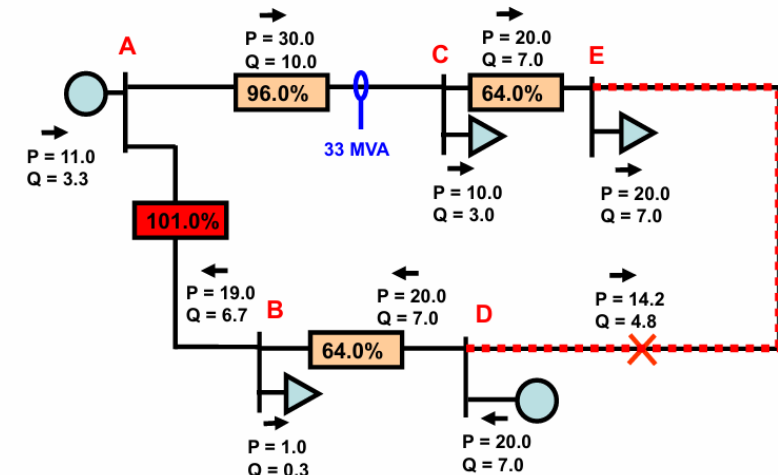 A
P = 30.0
Q = 10.0
96.0%
33 MVA
C
P = 20.0
Q = 7.0
64.0%
E
P = 11.0
Q = 3.3
P = 10.0
Q = 3.0
P = 20.0
Q = 7.0
101.0%
P = 19.0
Q = 6.7
B
P = 20.0
Q = 7.0
D
P = 14.2
Q = 4.8
64.0%
P = 1.0
Q = 0.3
P = 20.0
Q = 7.0